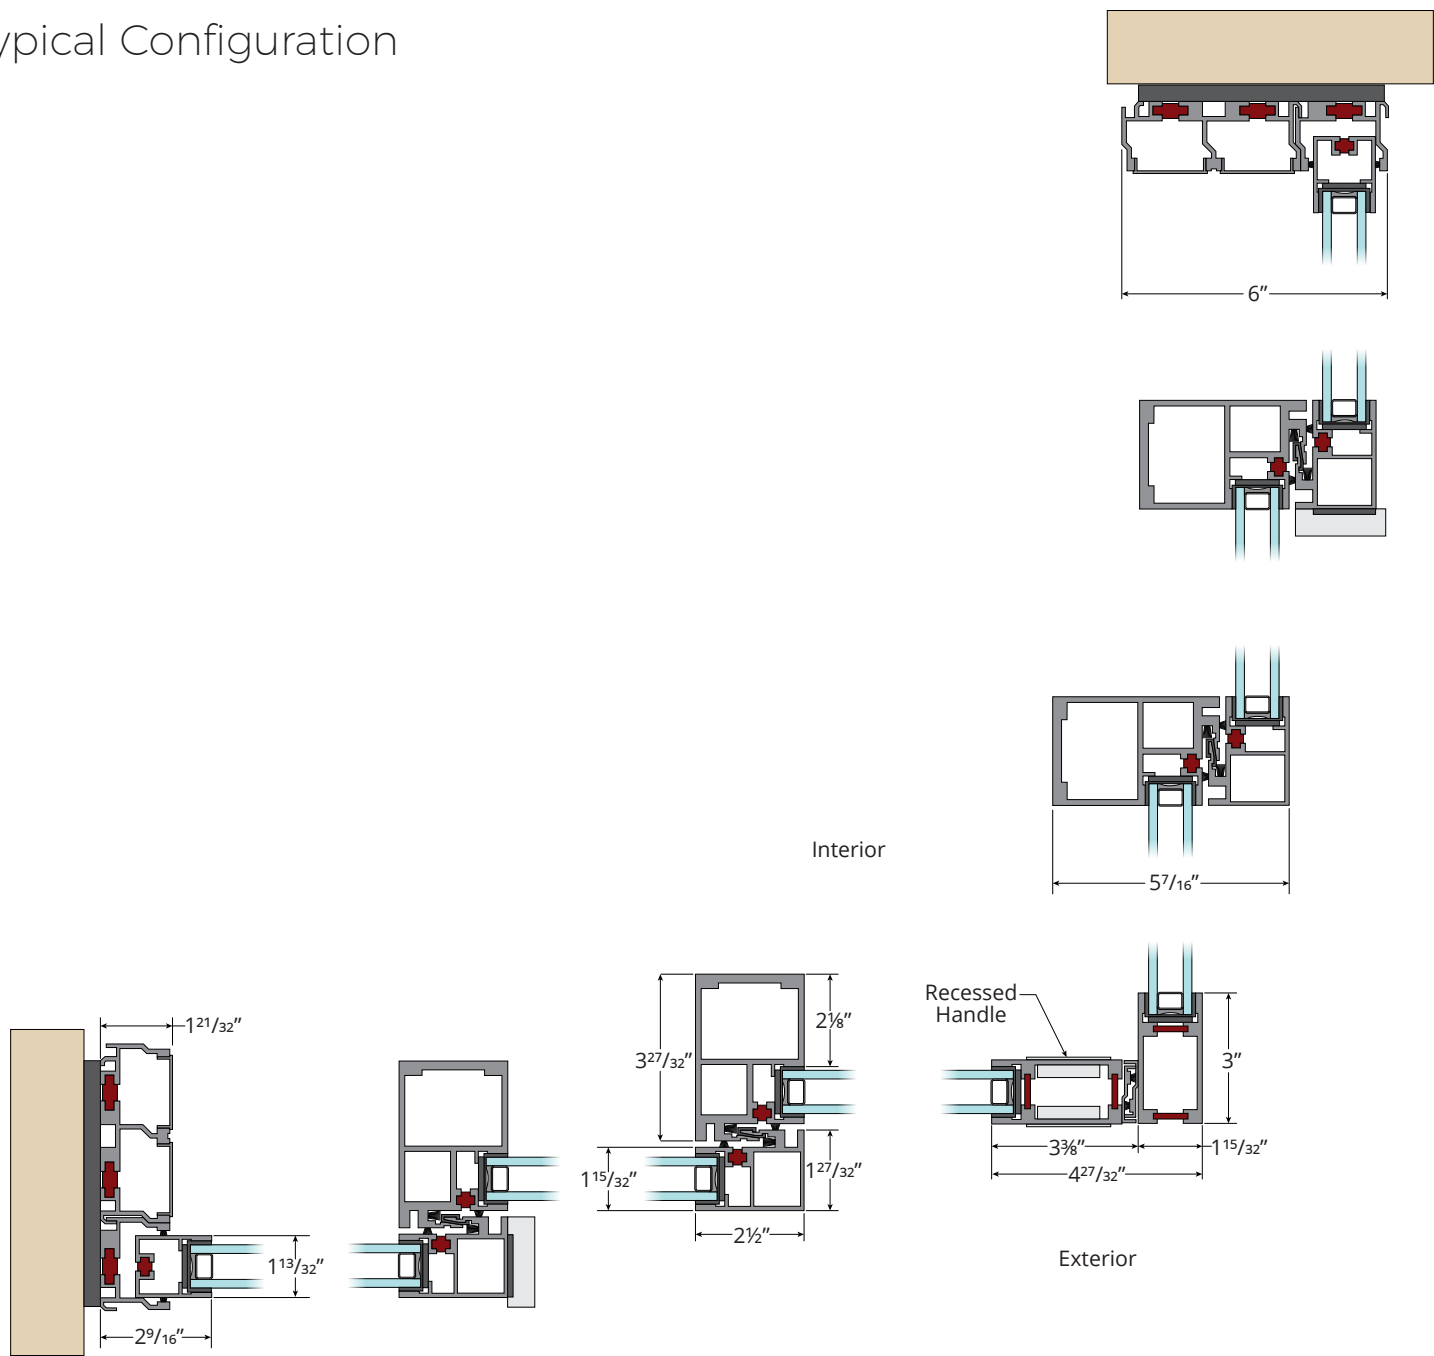 ypical Configuration
6”
Interior
5⁷/₁₆”
Recessed
Handle
1²¹/₃₂”
2⅛”
3²⁷/₃₂”
3”
3⅜”
1¹⁵/₃₂”
4²⁷/₃₂”
1¹⁵/₃₂”
1²⁷/₃₂”
2½”
1¹³/₃₂”
Exterior
2⁹/₁₆”